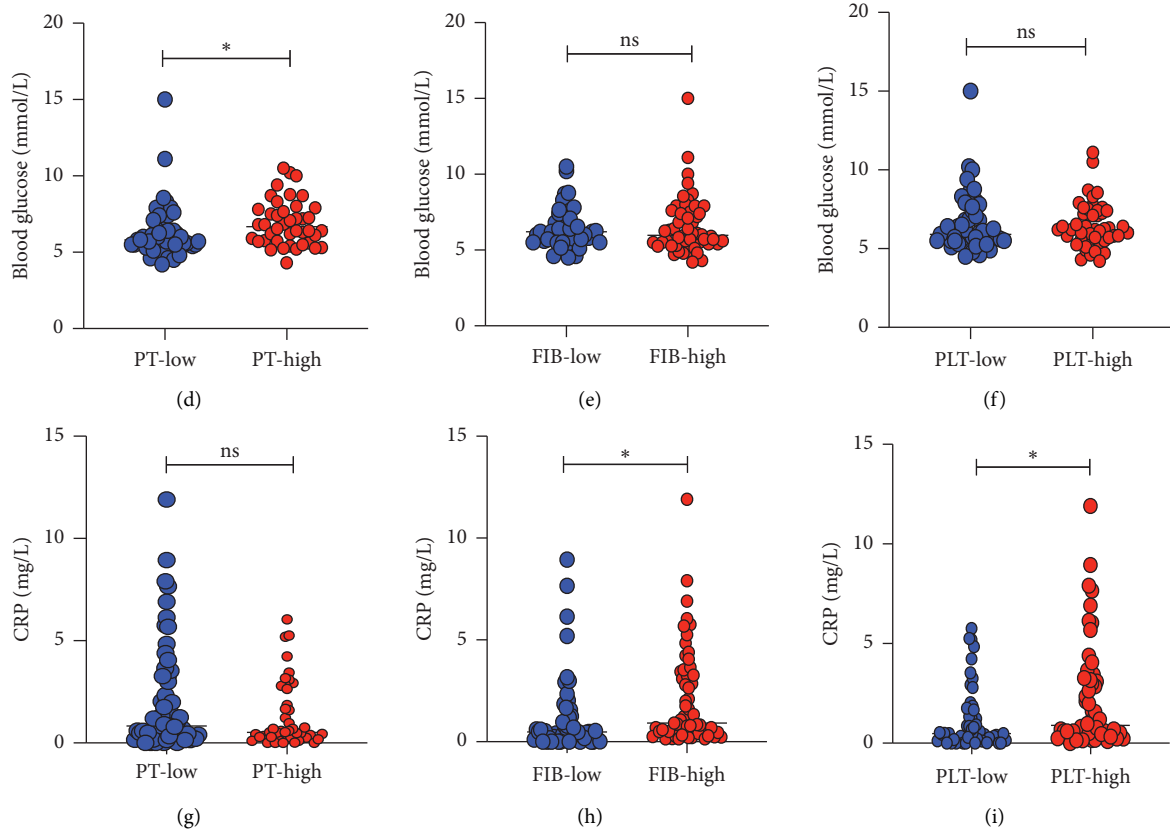 20
15
10
5
0
Blood glucose (mmol/L)
*
PT-low
PT-high
(d)
20
15
10
5
0
Blood glucose (mmol/L)
ns
FIB-low
FIB-high
(e)
20
15
10
5
0
Blood glucose (mmol/L)
ns
PLT-low
PLT-high
(f)
15
10
5
0
CRP (mg/L)
ns
PT-low
PT-high
(g)
15
10
5
0
CRP (mg/L)
*
FIB-low
FIB-high
(h)
15
10
5
0
CRP (mg/L)
*
PLT-low
PLT-high
(i)